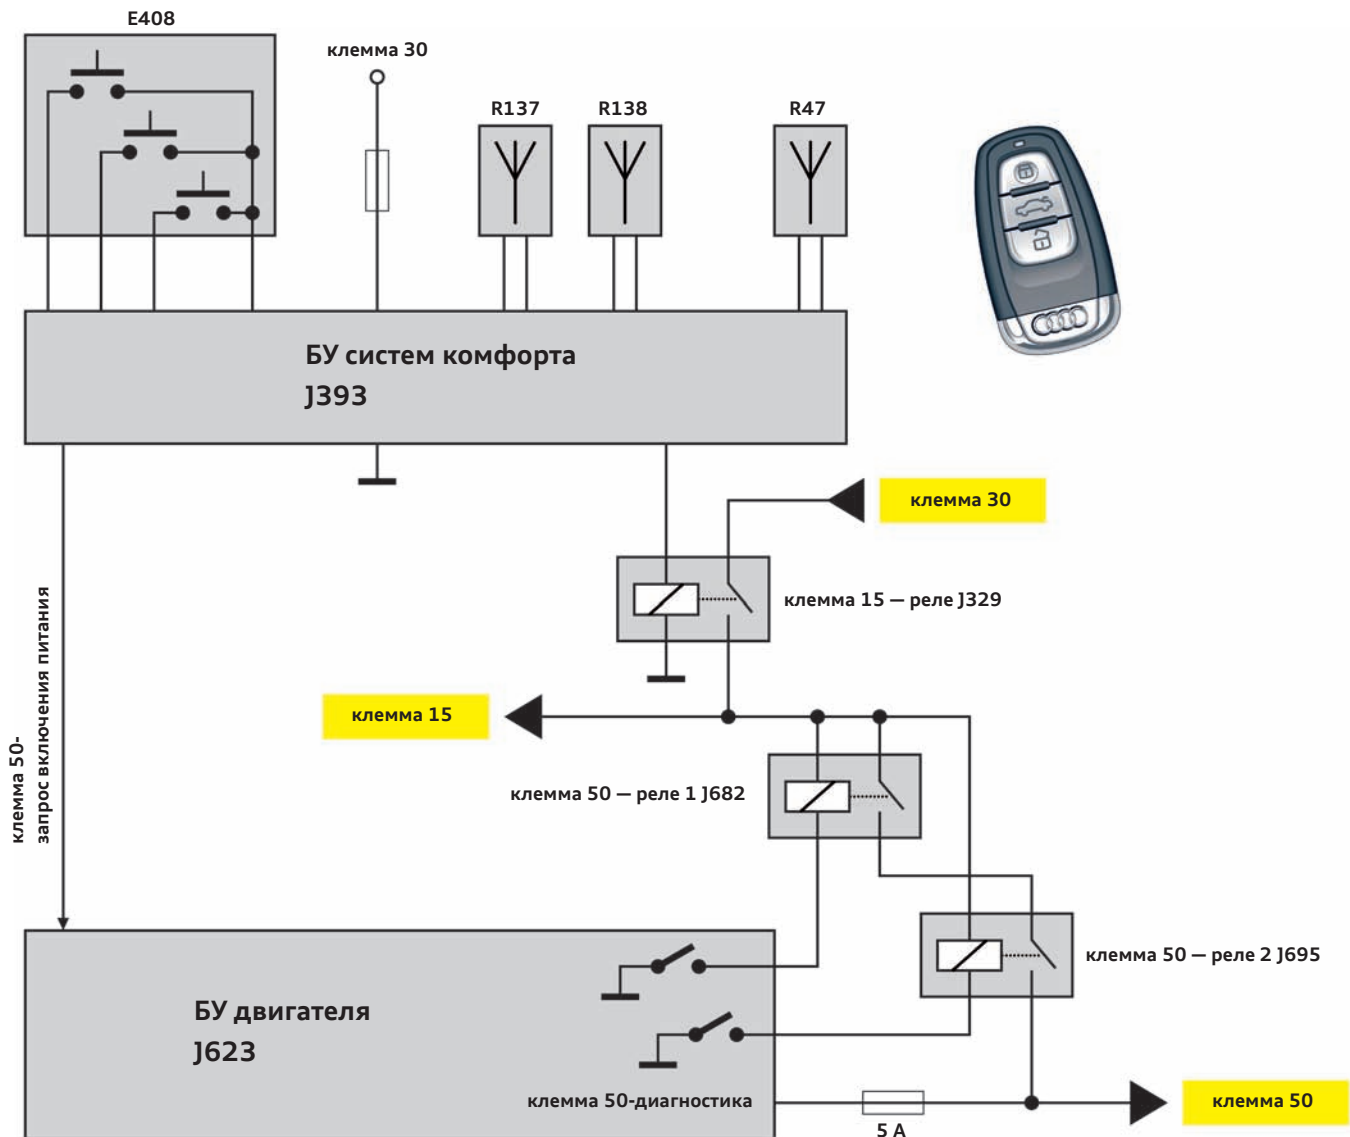 E408
клемма 30
R137
R138
R47
БУ систем комфорта
J393
клемма 30
клемма 15 — реле J329
клемма 15
клемма 50 — реле 1 J682
клемма 50-
запрос включения питания
клемма 50 — реле 2 J695
БУ двигателя
J623
клемма 50-диагностика
5 A
клемма 50